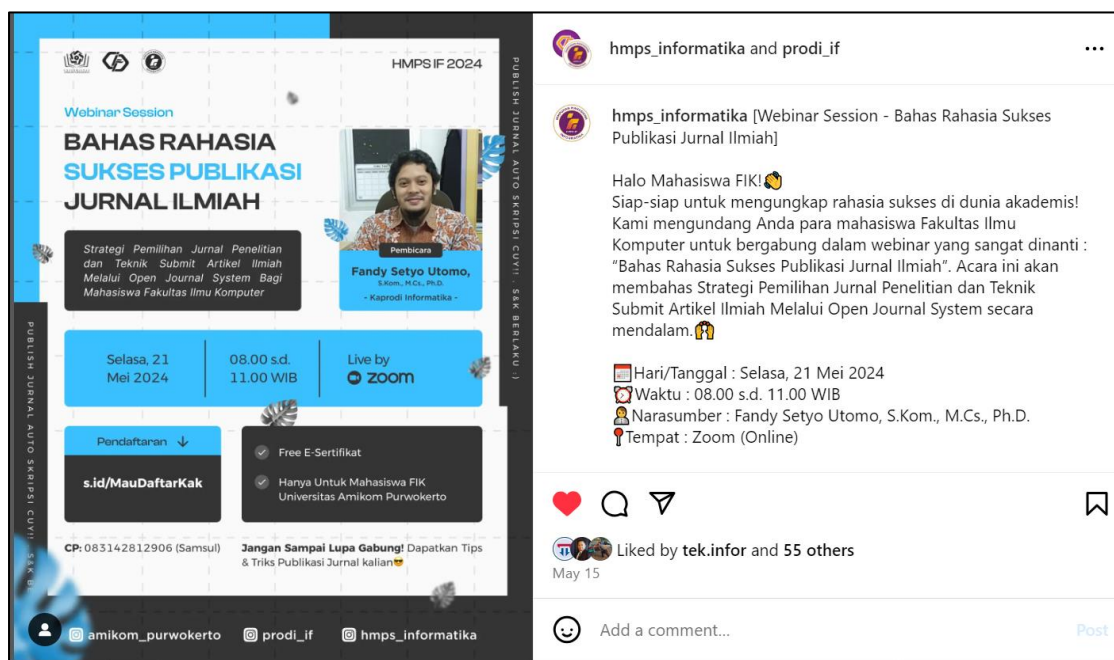 HMPS IF 2024
Webinar Session
BAHAS RAHASIA
SUKSES PUBLIKASI
JURNAL ILMIAH
Strategi Pemilihan Jurnal Penelitian
dan Teknik Submit Artikel Ilmiah
Melalui Open Journal System Bagi
Mahasiswa Fakultas Ilmu Komputer
Pembicara
Fandy Setyo Utomo,
S.Kom., M.Cs., Ph.D.
- Kaprodi Informatika -
Selasa, 21
Mei 2024
08.00 s.d.
11.00 WIB
Live by
zoom
Pendaftaran ↓
s.id/MauDaftarKak
Free E-Sertifikat
Hanya Untuk Mahasiswa FIK
Universitas Amikom Purwokerto
CP: 083142812906 (Samsul)
Jangan Sampai Lupa Gabung! Dapatkan Tips
& Triks Publikasi Jurnal kalian😎
PUBLISH JURNAL AUTO SKRIPSI CUY!! . S&K BERLAKU :)
PUBLISH JURNAL AUTO SKRIPSI CUY!! . S&K B
amikom_purwokerto
prodi_if
hmps_informatika
hmps_informatika and prodi_if
hmps_informatika [Webinar Session - Bahas Rahasia Sukses
Publikasi Jurnal Ilmiah]
Halo Mahasiswa FIK!👏
Siap-siap untuk mengungkap rahasia sukses di dunia akademis!
Kami mengundang Anda para mahasiswa Fakultas Ilmu
Komputer untuk bergabung dalam webinar yang sangat dinanti :
“Bahas Rahasia Sukses Publikasi Jurnal Ilmiah”. Acara ini akan
membahas Strategi Pemilihan Jurnal Penelitian dan Teknik
Submit Artikel Ilmiah Melalui Open Journal System secara
mendalam.🙌
📅Hari/Tanggal : Selasa, 21 Mei 2024
⏰Waktu : 08.00 s.d. 11.00 WIB
👩‍💼Narasumber : Fandy Setyo Utomo, S.Kom., M.Cs., Ph.D.
📍Tempat : Zoom (Online)
Liked by tek.infor and 55 others
May 15
Add a comment...
Post